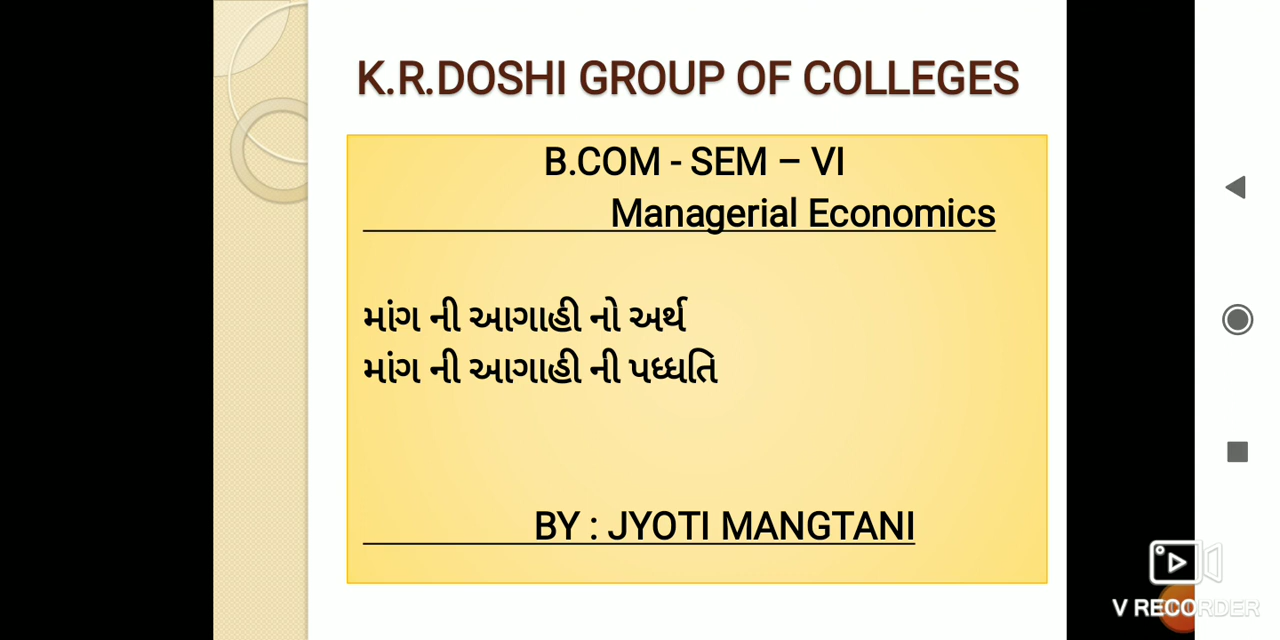 K.R.DOSHI GROUP OF COLLEGES
B.COM - SEM – VI
Managerial Economics
માંગ ની આગાહી નો અર્થ
માંગ ની આગાહી ની પધ્ધતિ
BY : JYOTI MANGTANI
V RECORDER